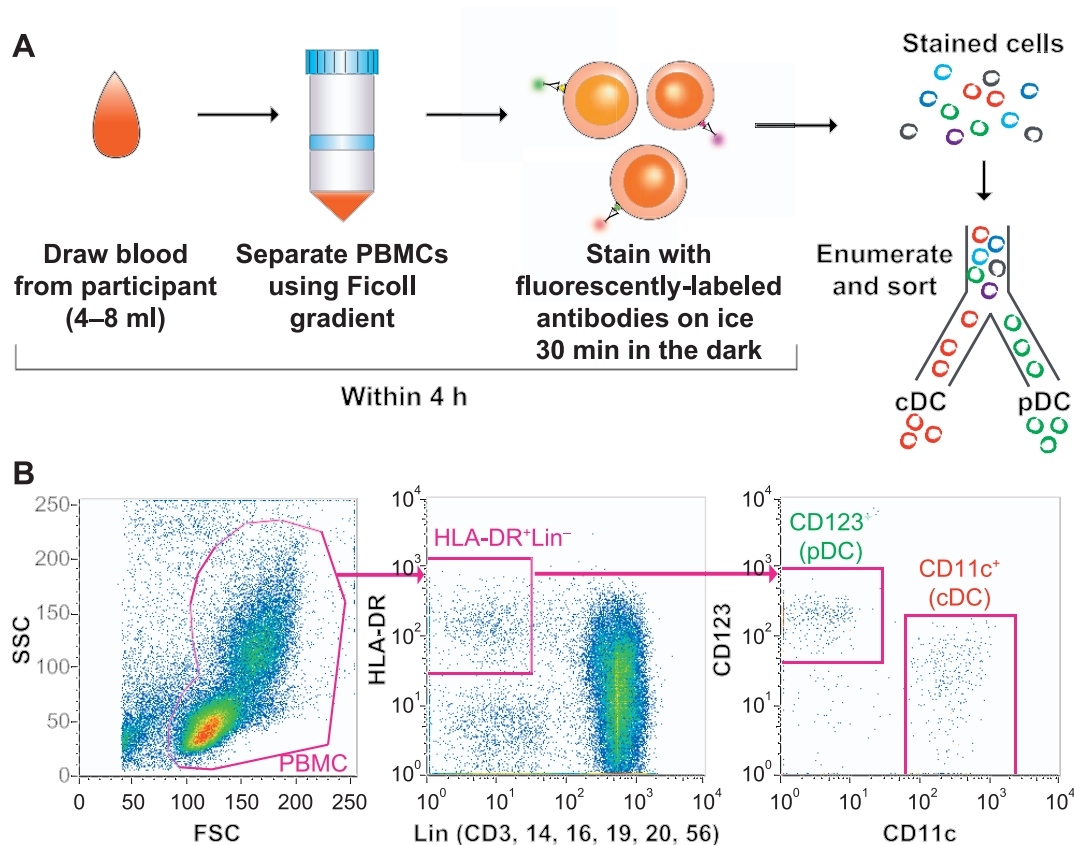 A
Stained cells
Draw blood
from participant
(4–8 ml)
Separate PBMCs
using Ficoll
gradient
Stain with
fluorescently-labeled
antibodies on ice
30 min in the dark
Enumerate
and sort
Within 4 h
cDC
pDC
B
SSC
250
200
150
100
50
0
PBMC
0 50 100 150 200 250
FSC
HLA-DR
10⁴
10³
10²
10¹
10⁰
HLA-DR⁺Lin⁻
10⁰ 10¹ 10² 10³ 10⁴
Lin (CD3, 14, 16, 19, 20, 56)
CD123
10⁴
10³
10²
10¹
10⁰
CD123⁺
(pDC)
CD11c⁺
(cDC)
10⁰ 10¹ 10² 10³ 10⁴
CD11c